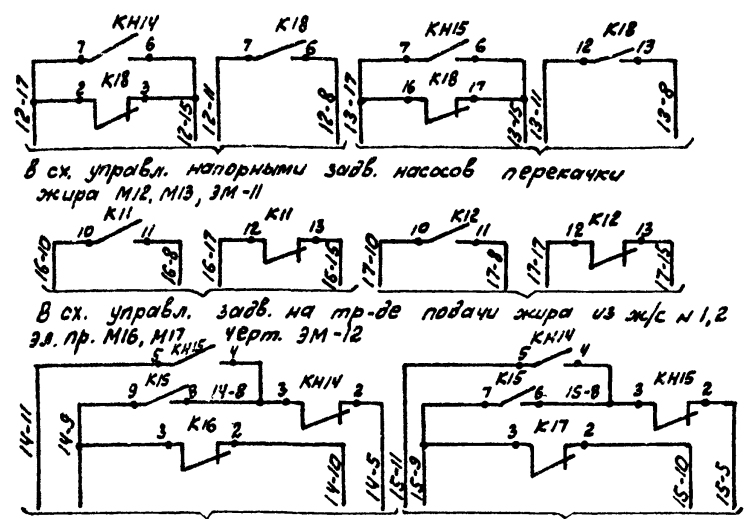 КН14 К18 КН15 К18
7 6 7 6 7 6 12 13
К18 К18
2 3 16 17
12-17 12-15 12-11 12-8 13-17 13-15 13-11 13-8
В сх. управл. напорными задв. насосов перекачки
жира М12, М13, ЭМ-11
К11 К11 К12 К12
10 11 12 13 10 11 12 13
16-10 16-8 16-17 16-15 17-10 17-8 17-17 17-15
В сх. управл. задв. на тр-де подачи жира из ж/с N 1,2
эл. пр. М16, М17 черт. ЭМ-12
5 КН15 4 5 КН14 4
9 К15 8 14-8 3 КН14 2 7 К15 6 15-8 3 КН15 2
3 К16 2 3 К17 2
14-11 14-9 14-10 14-5 15-11 15-9 15-10 15-5